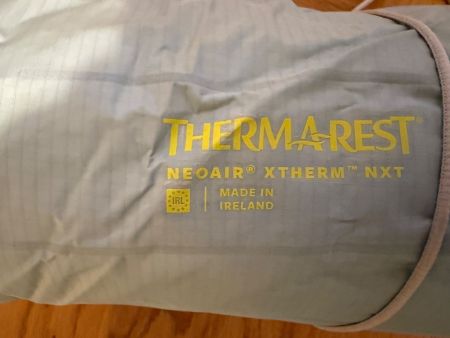 THERMAREST®
NEOAIR® XTHERM™ NXT
IRL
MADE IN
IRELAND